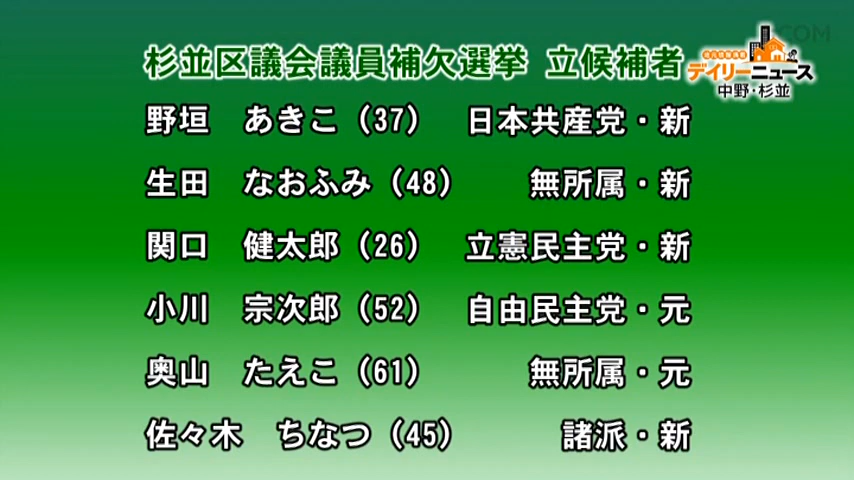 杉並区議会議員補欠選挙 立候補者
J:COM
デイリーニュース
中野・杉並
野垣 あきこ(37) 日本共産党・新
生田 なおふみ(48) 無所属・新
関口 健太郎(26) 立憲民主党・新
小川 宗次郎(52) 自由民主党・元
奥山 たえこ(61) 無所属・元
佐々木 ちなつ(45) 諸派・新